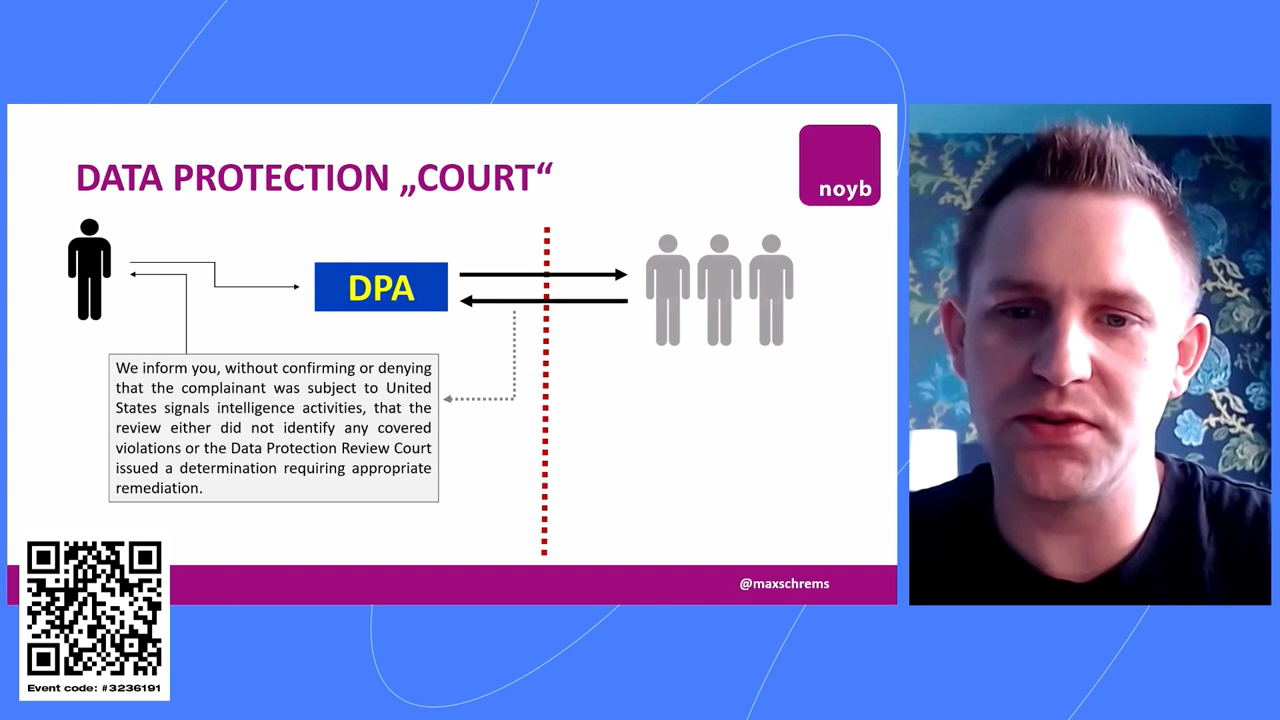 DATA PROTECTION „COURT“
noyb
DPA
We inform you, without confirming or denying
that the complainant was subject to United
States signals intelligence activities, that the
review either did not identify any covered
violations or the Data Protection Review Court
issued a determination requiring appropriate
remediation.
@maxschrems
Event code: #3236191